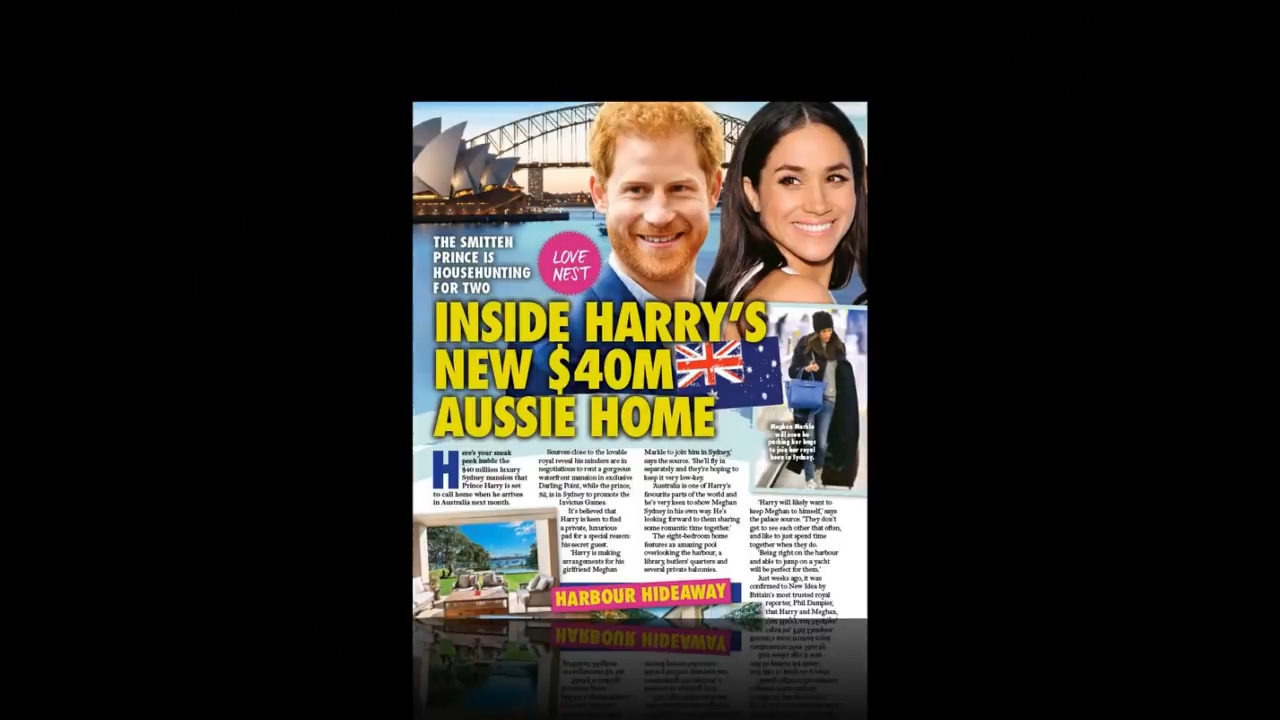 THE SMITTEN
PRINCE IS
HOUSEHUNTING
FOR TWO
LOVE
NEST
INSIDE HARRY'S
NEW $40M
AUSSIE HOME
Meghan Markle
will soon be
packing her bags
to join her royal
beau in Sydney.
Here's your sneak
peek inside the
$40 million luxury
Sydney mansion that
Prince Harry is set
to call home when he arrives
in Australia next month.
Sources close to the lovable
royal reveal his minders are in
negotiations to rent a gorgeous
waterfront mansion in exclusive
Darling Point, while the prince,
32, is in Sydney to promote the
Invictus Games.
It's believed that
Harry is keen to find
a private, luxurious
pad for a special reason:
his secret guest.
'Harry is making
arrangements for his
girlfriend Meghan
Markle to join him in Sydney,'
says the source. 'She'll fly in
separately and they're hoping to
keep it very low-key.
'Australia is one of Harry's
favourite parts of the world and
he's very keen to show Meghan
Sydney in his own way. He's
looking forward to them sharing
some romantic time together.'
The eight-bedroom home
features an amazing pool
overlooking the harbour, a
library, butlers' quarters and
several private balconies.
'Harry will likely want to
keep Meghan to himself,' says
the palace source. 'They don't
get to see each other that often,
and like to just spend time
together when they do.
'Being right on the harbour
and able to jump on a yacht
will be perfect for them.'
Just weeks ago, it was
confirmed to New Idea by
Britain's most trusted royal
reporter, Phil Dampier,
that Harry and Meghan,
HARBOUR HIDEAWAY